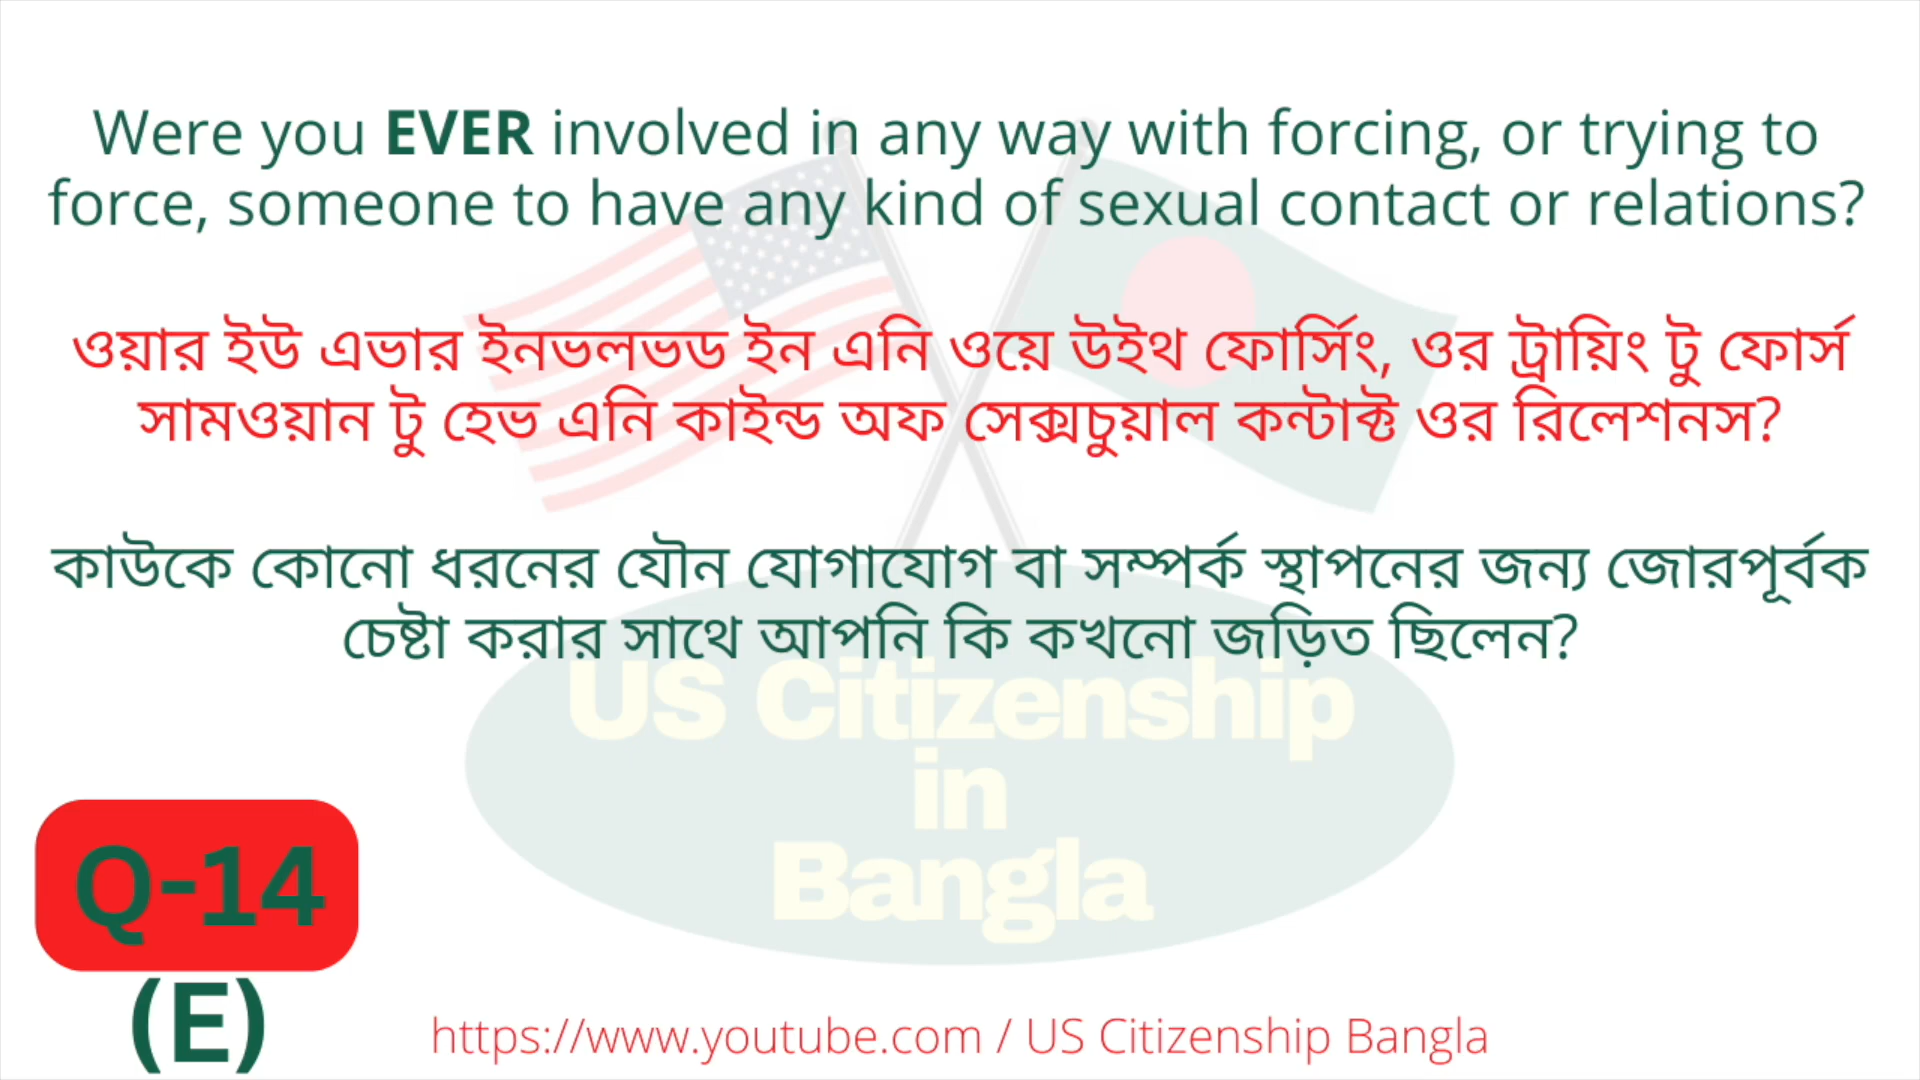 Were you EVER involved in any way with forcing, or trying to
force, someone to have any kind of sexual contact or relations?
ওয়ার ইউ এভার ইনভলভড ইন এনি ওয়ে উইথ ফোর্সিং, ওর ট্রায়িং টু ফোর্স
সামওয়ান টু হেভ এনি কাইন্ড অফ সেক্সচুয়াল কন্টাক্ট ওর রিলেশনস?
কাউকে কোনো ধরনের যৌন যোগাযোগ বা সম্পর্ক স্থাপনের জন্য জোরপূর্বক
চেষ্টা করার সাথে আপনি কি কখনো জড়িত ছিলেন?
US Citizenship
in
Bangla
Q-14
(E)
https://www.youtube.com / US Citizenship Bangla